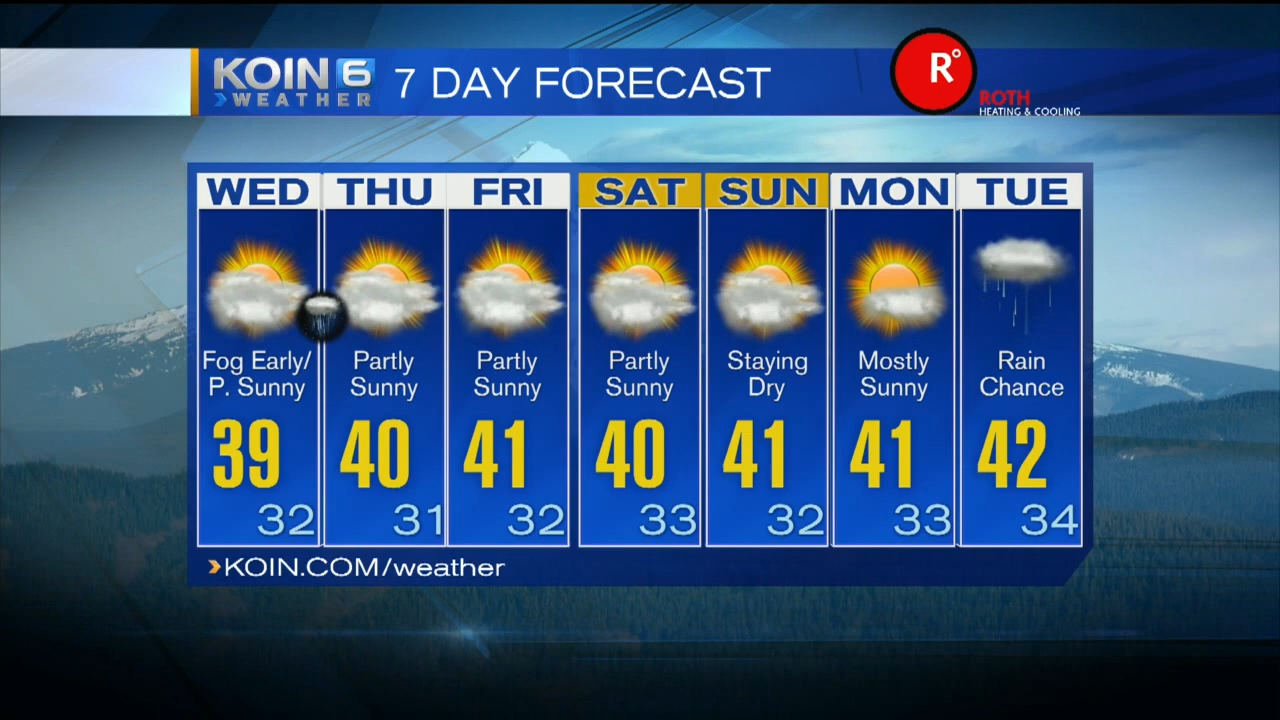 KOIN 6
WEATHER
7 DAY FORECAST
R°
ROTH
HEATING & COOLING
WED THU FRI SAT SUN MON TUE
Fog Early/ Partly Partly Partly Staying Mostly Rain
P. Sunny Sunny Sunny Sunny Dry Sunny Chance
39 40 41 40 41 41 42
32 31 32 33 32 33 34
KOIN.COM/weather